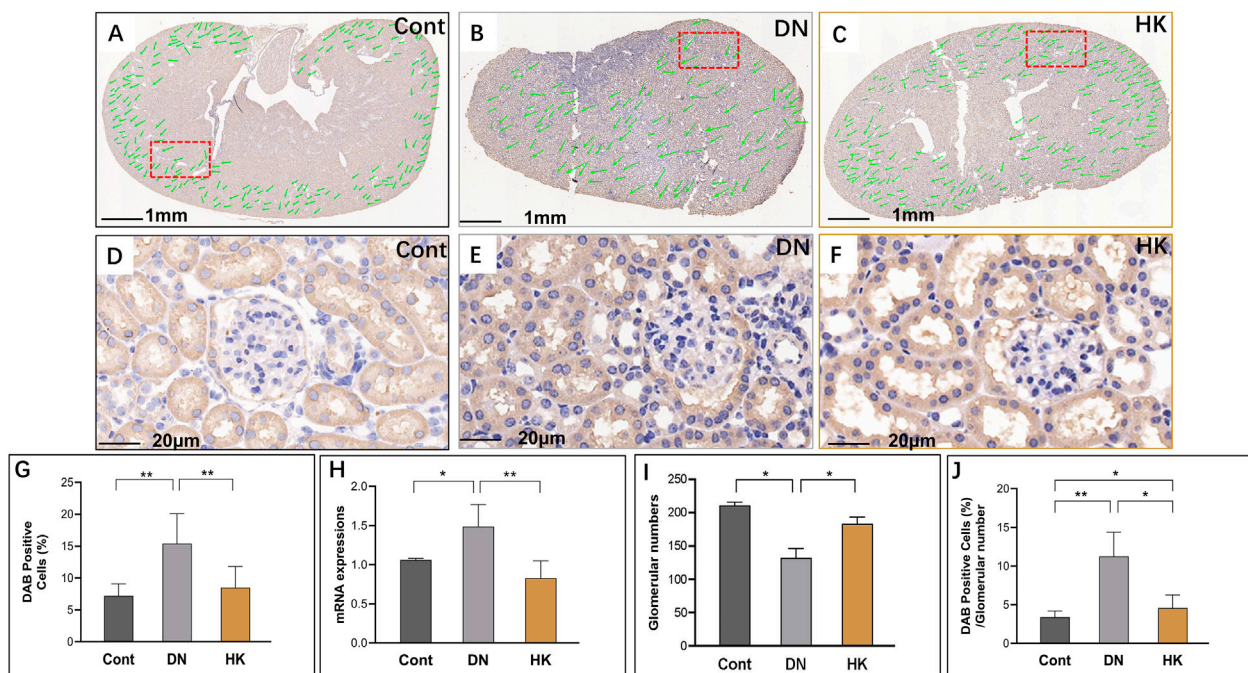 A
Cont
B
DN
C
HK
1mm
1mm
1mm
D
Cont
E
DN
F
HK
20μm
20μm
20μm
G
**
**
DAB Positive
Cells (%)
25
20
15
10
5
0
Cont
DN
HK
H
*
**
mRNA expressions
2.0
1.5
1.0
0.5
0.0
Cont
DN
HK
I
*
*
Glomerular numbers
200
150
100
50
0
250
Cont
DN
HK
J
*
**
*
DAB Positive Cells (%)
/Glomerular number
20
15
10
5
0
Cont
DN
HK